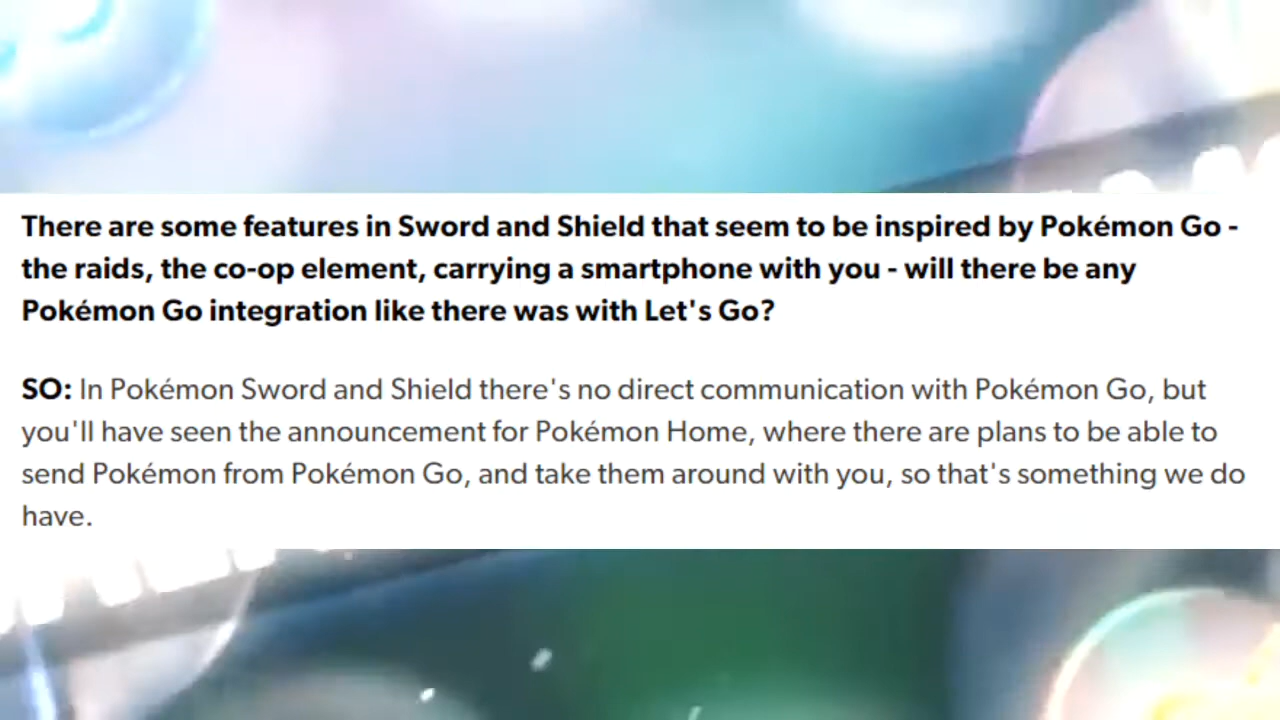 There are some features in Sword and Shield that seem to be inspired by Pokémon Go -
the raids, the co-op element, carrying a smartphone with you - will there be any
Pokémon Go integration like there was with Let's Go?
SO: In Pokémon Sword and Shield there's no direct communication with Pokémon Go, but
you'll have seen the announcement for Pokémon Home, where there are plans to be able to
send Pokémon from Pokémon Go, and take them around with you, so that's something we do
have.